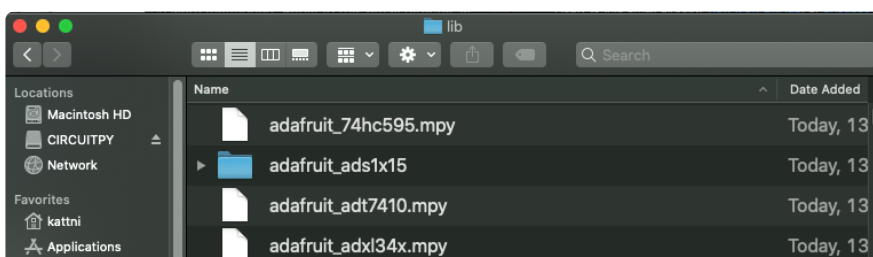 lib
Search
Locations
Macintosh HD
CIRCUITPY
Network
Favorites
kattni
Applications
Name Date Added
adafruit_74hc595.mpy Today, 13
adafruit_ads1x15 Today, 13
adafruit_adt7410.mpy Today, 13
adafruit_adxl34x.mpy Today, 13